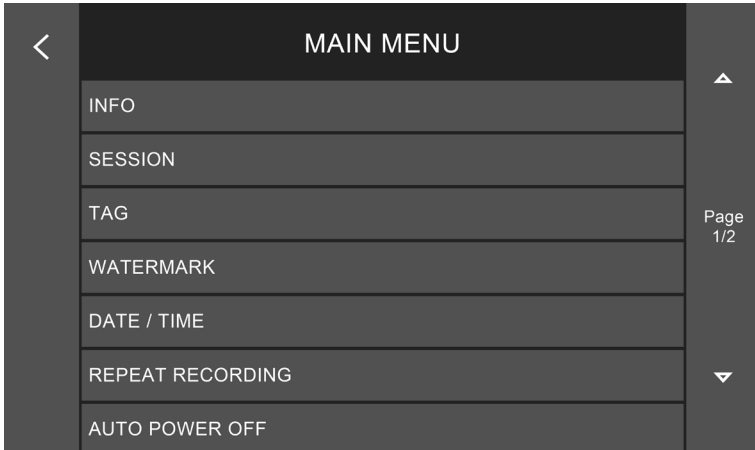 MAIN MENU
INFO
SESSION
TAG
WATERMARK
DATE / TIME
REPEAT RECORDING
AUTO POWER OFF
Page
1/2